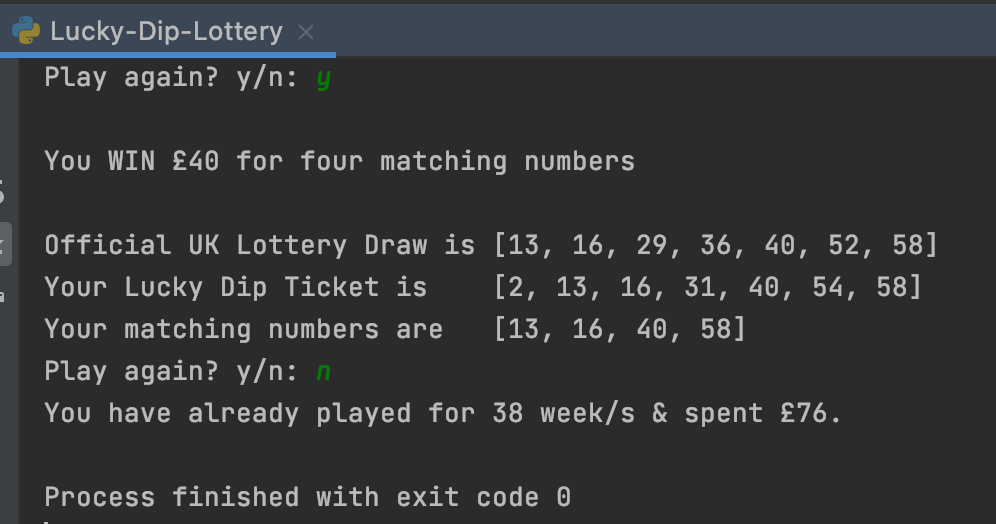 Lucky-Dip-Lottery
Play again? y/n: y
You WIN £40 for four matching numbers
Official UK Lottery Draw is [13, 16, 29, 36, 40, 52, 58]
Your Lucky Dip Ticket is    [2, 13, 16, 31, 40, 54, 58]
Your matching numbers are   [13, 16, 40, 58]
Play again? y/n: n
You have already played for 38 week/s & spent £76.
Process finished with exit code 0